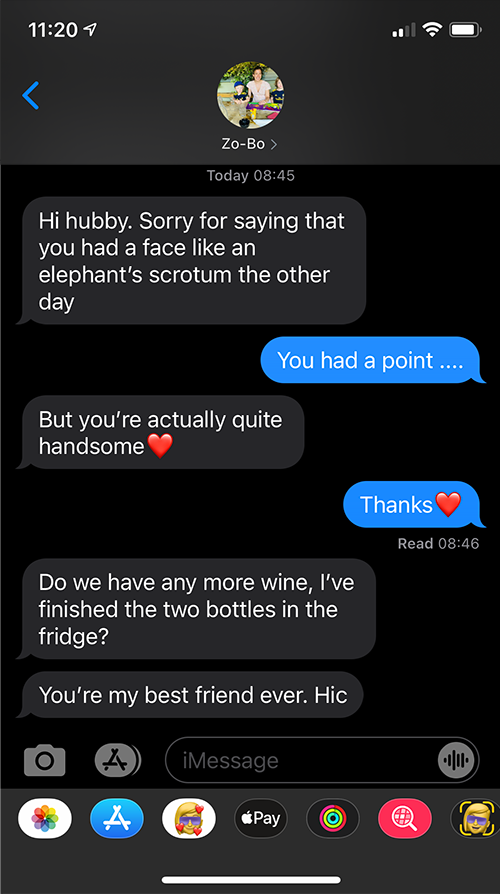 11:20
Zo-Bo
Today 08:45
Hi hubby. Sorry for saying that
you had a face like an
elephant’s scrotum the other
day
You had a point ....
But you’re actually quite
handsome❤️
Thanks❤️
Read 08:46
Do we have any more wine, I’ve
finished the two bottles in the
fridge?
You’re my best friend ever. Hic
iMessage
Pay